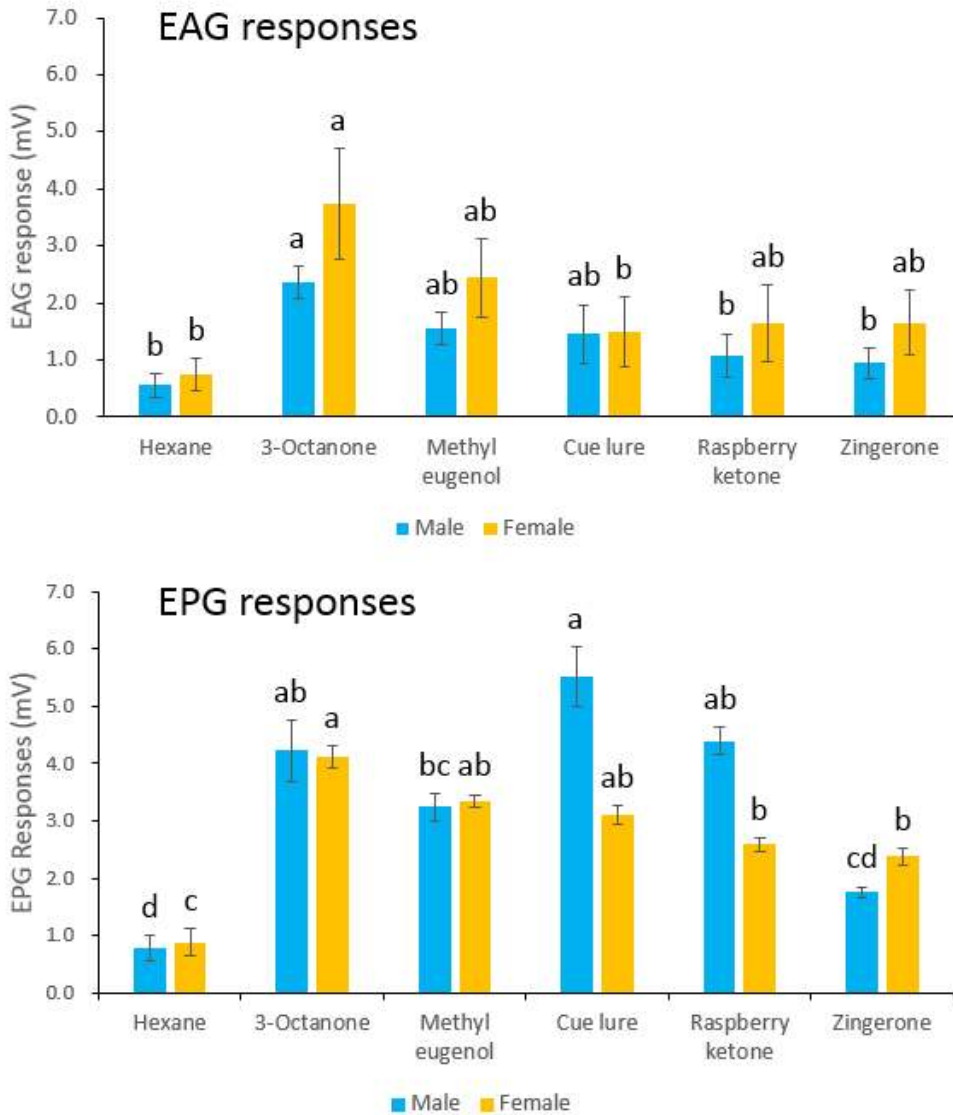 EAG responses
EAG response (mV)
7.0
6.0
5.0
4.0
3.0
2.0
1.0
0.0
b b a a ab ab ab b b ab b ab
Hexane 3-Octanone Methyl eugenol Cue lure Raspberry ketone Zingerone
Male Female
EPG responses
EPG Responses (mV)
7.0
6.0
5.0
4.0
3.0
2.0
1.0
0.0
d c ab a bc ab a ab ab b cd b
Hexane 3-Octanone Methyl eugenol Cue lure Raspberry ketone Zingerone
Male Female